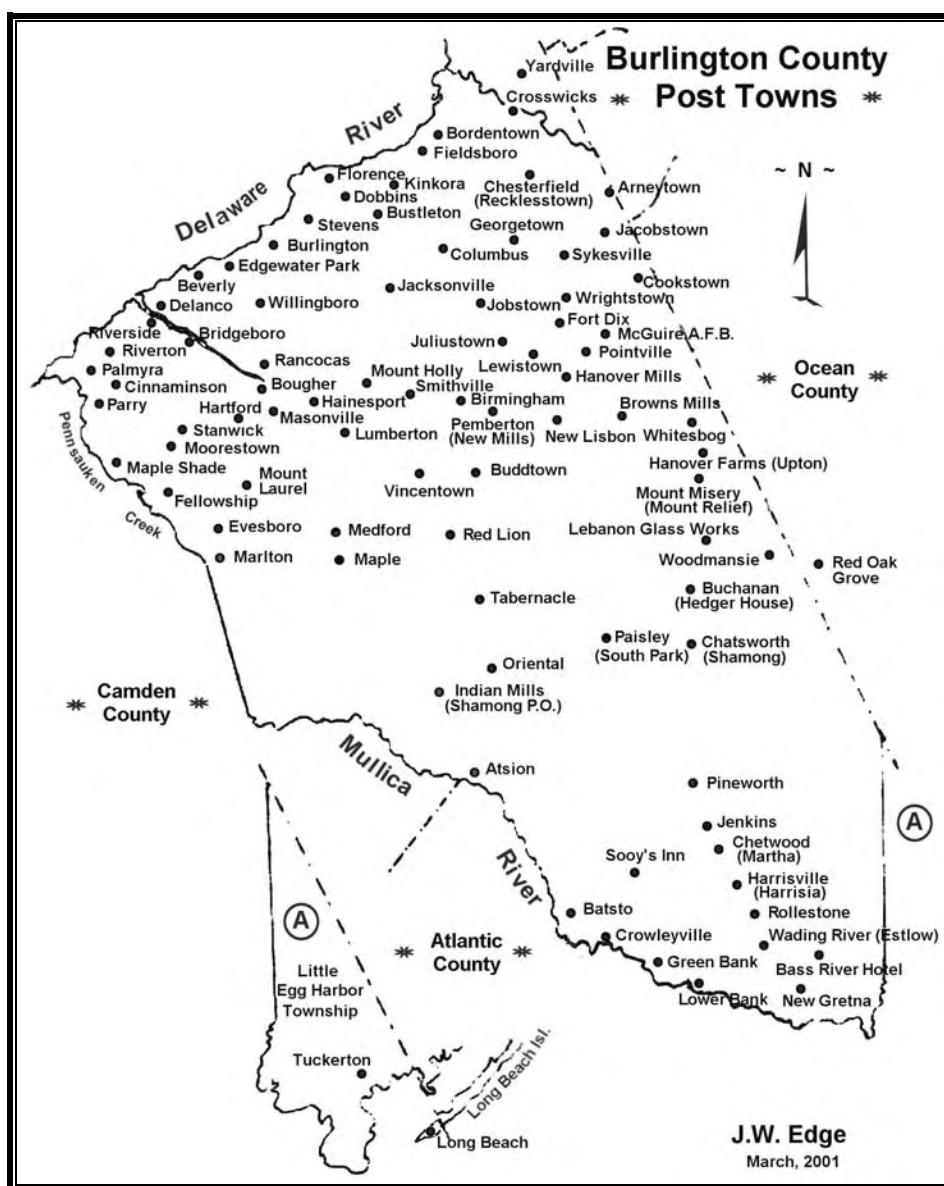 Burlington County
Post Towns
Yardville
Crosswicks
River
Bordentown
Fieldsboro
~ N ~
Florence
Kinkora
Chesterfield
(Recklesstown)
Arneytown
Dobbins
Delaware
Bustleton
Stevens
Georgetown
Jacobstown
Burlington
Columbus
Sykesville
Edgewater Park
Beverly
Cookstown
Jacksonville
Delanco
Willingboro
Jobstown
Wrightstown
Fort Dix
Riverside
Bridgeboro
McGuire A.F.B.
Juliustown
Riverton
Pointville
Rancocas
Lewistown
Palmyra
Mount Holly
Hanover Mills
Ocean
County
Cinnaminson
Bougher
Smithville
Parry
Hainesport
Birmingham
Browns Mills
Hartford
Masonville
Pemberton
(New Mills)
Stanwick
Lumberton
New Lisbon
Whitesbog
Pennsauken
Moorestown
Hanover Farms (Upton)
Maple Shade
Mount
Laurel
Vincentown
Buddtown
Mount Misery
(Mount Relief)
Fellowship
Creek
Evesboro
Medford
Red Lion
Lebanon Glass Works
Marlton
Maple
Woodmansie
Red Oak
Grove
Buchanan
(Hedger House)
Tabernacle
Paisley
(South Park)
Chatsworth
(Shamong)
Oriental
Camden
County
Indian Mills
(Shamong P.O.)
Mullica
Atsion
Pineworth
Jenkins
A
Chetwood
(Martha)
Sooy's Inn
River
Harrisville
(Harrisia)
Batsto
Rollestone
A
Crowleyville
Wading River (Estlow)
Atlantic
County
Green Bank
Bass River Hotel
Little
Egg Harbor
Township
Lower Bank
New Gretna
Tuckerton
Long Beach Isl.
Long Beach
J.W. Edge
March, 2001